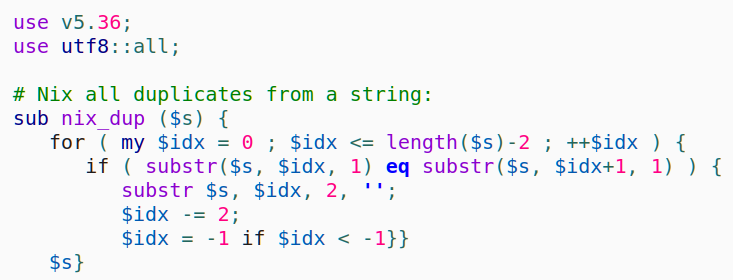 use v5.36;
use utf8::all;

# Nix all duplicates from a string:
sub nix_dup ($s) {
   for ( my $idx = 0 ; $idx <= length($s)-2 ; ++$idx ) {
      if ( substr($s, $idx, 1) eq substr($s, $idx+1, 1) ) {
         substr $s, $idx, 2, '';
         $idx -= 2;
         $idx = -1 if $idx < -1}}
   $s}